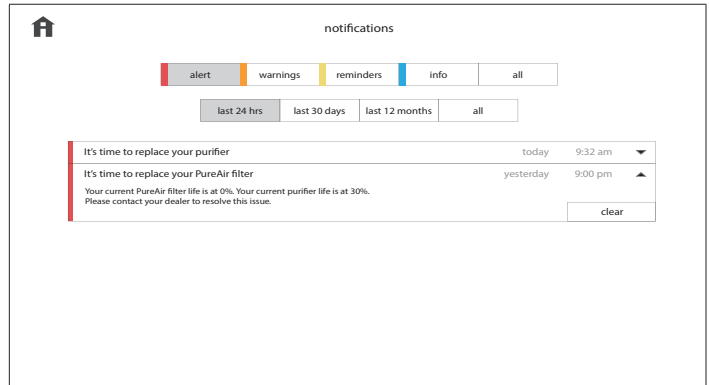 notifications
alert warnings reminders info all
last 24 hrs last 30 days last 12 months all
It's time to replace your purifier today 9:32 am
It's time to replace your PureAir filter yesterday 9:00 pm
Your current PureAir filter life is at 0%. Your current purifier life is at 30%.
Please contact your dealer to resolve this issue.
clear